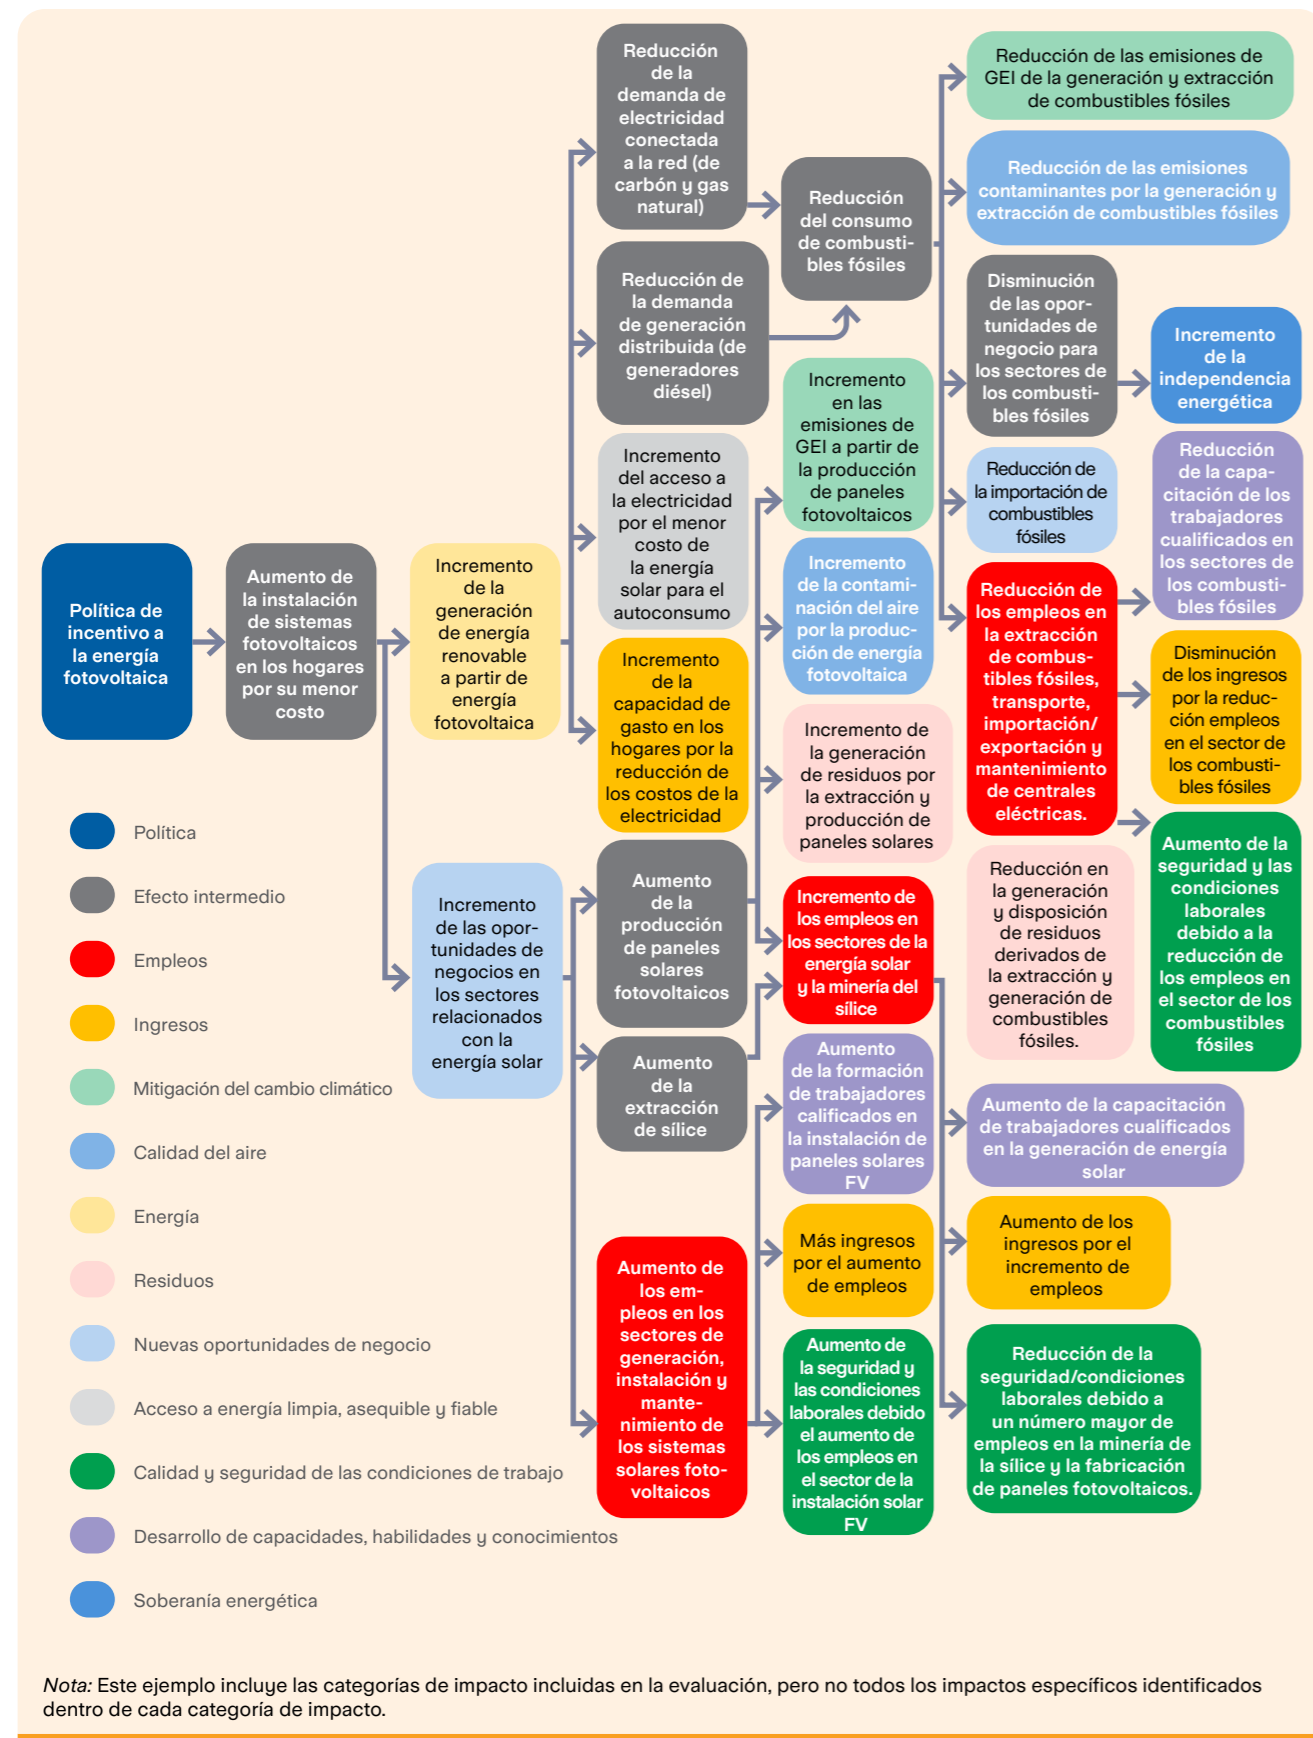 Política de
incentivo a
la energía
fotovoltaica
Aumento de
la instalación
de sistemas
fotovoltaicos
en los hogares
por su menor
costo
Incremento
de la
generación
de energía
renovable
a partir de
energía
fotovoltaica
Incremento
de las opor-
tunidades de
negocios en
los sectores
relacionados
con la
energía solar
Reducción
de la
demanda de
electricidad
conectada
a la red (de
carbón y gas
natural)
Reducción de
la demanda
de generación
distribuida (de
generadores
diésel)
Incremento
del acceso a
la electricidad
por el menor
costo de
la energía
solar para el
autoconsumo
Incremento
de la
capacidad de
gasto en los
hogares por la
reducción de
los costos de la
electricidad
Aumento
de la
producción
de paneles
solares
fotovoltaicos
Aumento
de la
extracción
de sílice
Aumento de
los em-
pleos en los
sectores de
generación,
instalación y
mante-
nimiento de
los sistemas
solares foto-
voltaicos
Reducción
del consumo
de combusti-
bles fósiles
Incremento
en las
emisiones de
GEI a partir de
la producción
de paneles
fotovoltaicos
Incremento
de la contami-
nación del aire
por la produc-
ción de energía
fotovoltaica
Incremento de
la generación
de residuos por
la extracción y
producción de
paneles solares
Incremento de
los empleos en
los sectores de la
energía solar
y la minería del
sílice
Aumento
de la formación
de trabajadores
calificados en
la instalación de
paneles solares
FV
Más ingresos
por el aumento
de empleos
Aumento de
la seguridad y
las condiciones
laborales debido
el aumento de
los empleos en
el sector de la
instalación solar
FV
Reducción de las emisiones de
GEI de la generación y extracción
de combustibles fósiles
Reducción de las emisiones
contaminantes por la generación y
extracción de combustibles fósiles
Disminución
de las opor-
tunidades de
negocio para
los sectores de
los combusti-
bles fósiles
Reducción de
la importación de
combustibles
fósiles
Reducción de
los empleos en
la extracción
de combus-
tibles fósiles,
transporte,
importación/
exportación y
mantenimiento
de centrales
eléctricas.
Reducción en
la generación
y disposición
de residuos
derivados de
la extracción y
generación de
combustibles
fósiles.
Aumento de la capacitación
de trabajadores cualificados
en la generación de energía
solar
Aumento de los
ingresos por el
incremento de
empleos
Reducción de la
seguridad/condiciones
laborales debido a
un número mayor de
empleos en la minería de
la sílice y la fabricación
de paneles fotovoltaicos.
Incremento
de la
independencia
energética
Reducción
de la capa-
citación de los
trabajadores
cualificados en
los sectores de
los combusti-
bles fósiles
Disminución
de los ingresos
por la reduc-
ción empleos
en el sector de
los combusti-
bles fósiles
Aumento de la
seguridad y las
condiciones
laborales
debido a la
reducción de
los empleos en
el sector de los
combustibles
fósiles
Política
Efecto intermedio
Empleos
Ingresos
Mitigación del cambio climático
Calidad del aire
Energía
Residuos
Nuevas oportunidades de negocio
Acceso a energía limpia, asequible y fiable
Calidad y seguridad de las condiciones de trabajo
Desarrollo de capacidades, habilidades y conocimientos
Soberanía energética
Nota: Este ejemplo incluye las categorías de impacto incluidas en la evaluación, pero no todos los impactos específicos identificados
dentro de cada categoría de impacto.